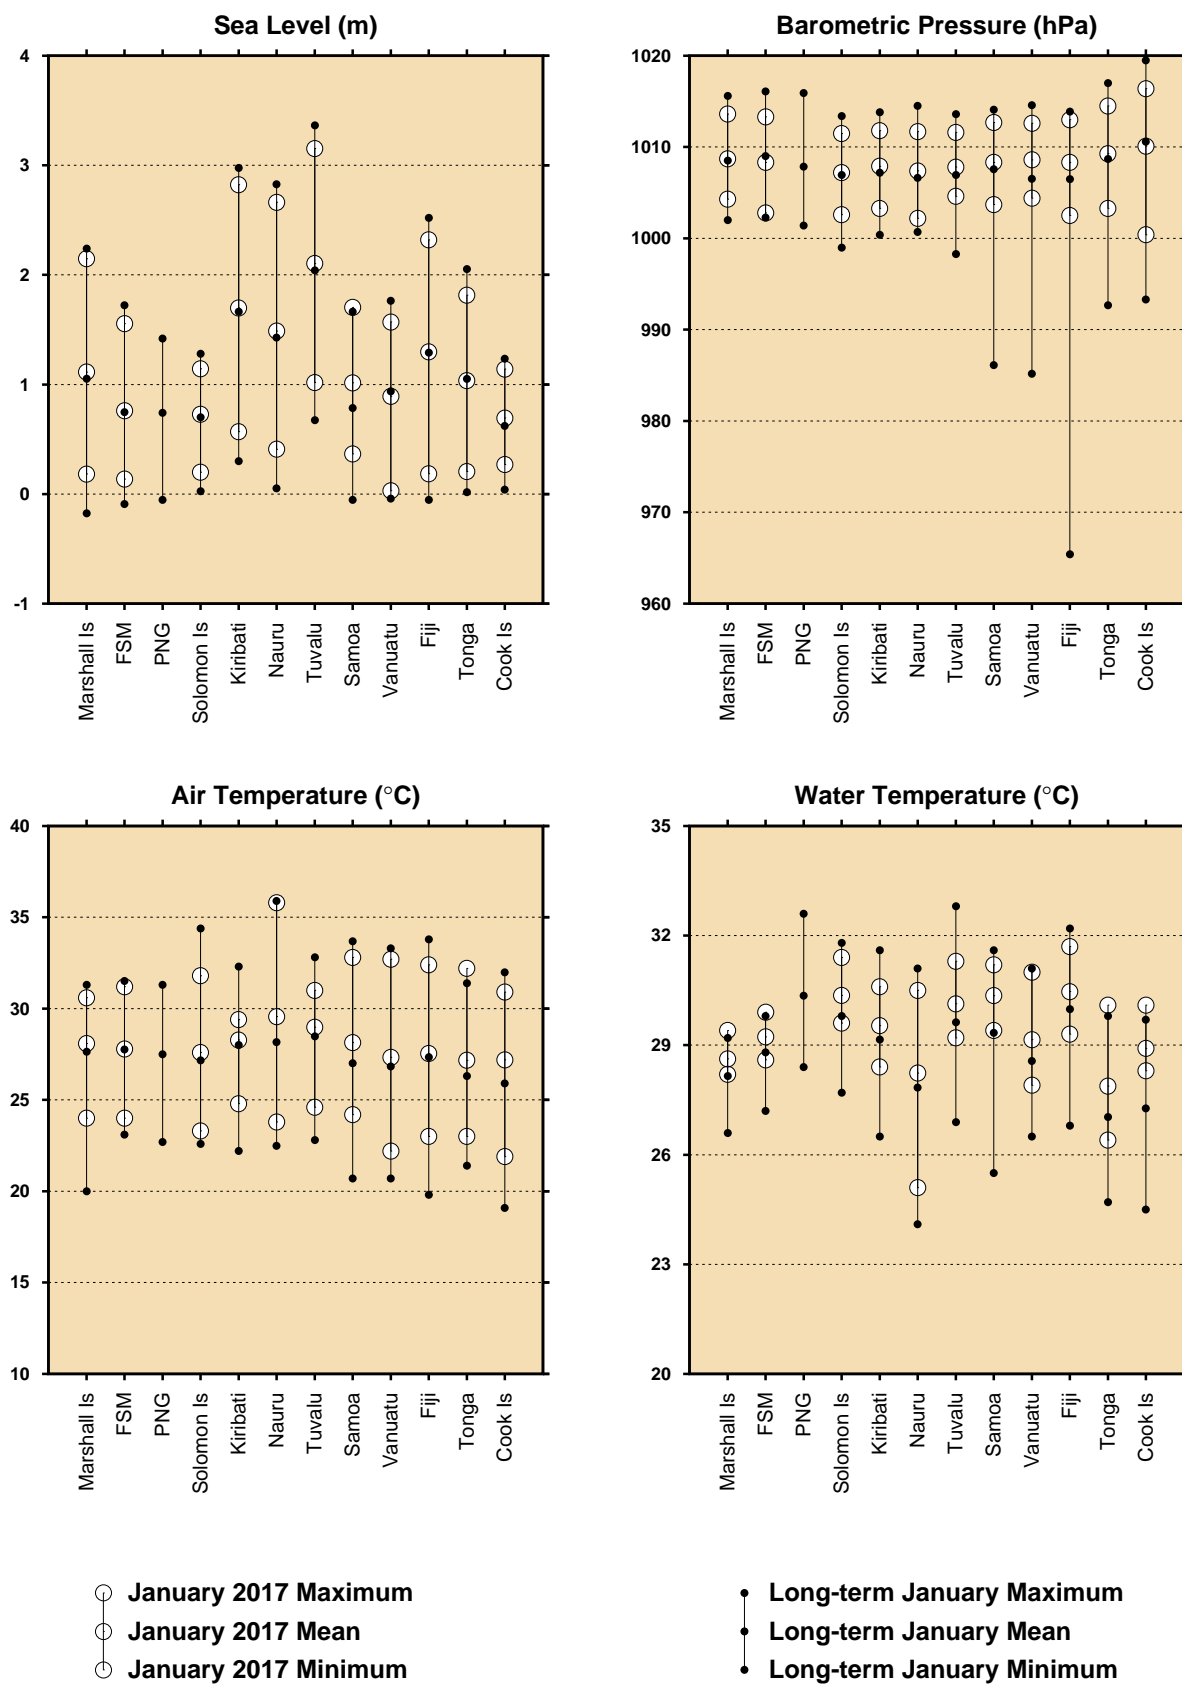 Sea Level (m)
4
3
2
1
0
-1
Marshall Is
FSM
PNG
Solomon Is
Kiribati
Nauru
Tuvalu
Samoa
Vanuatu
Fiji
Tonga
Cook Is
Barometric Pressure (hPa)
1020
1010
1000
990
980
970
960
Marshall Is
FSM
PNG
Solomon Is
Kiribati
Nauru
Tuvalu
Samoa
Vanuatu
Fiji
Tonga
Cook Is
Air Temperature (°C)
40
35
30
25
20
15
10
Marshall Is
FSM
PNG
Solomon Is
Kiribati
Nauru
Tuvalu
Samoa
Vanuatu
Fiji
Tonga
Cook Is
Water Temperature (°C)
35
32
29
26
23
20
Marshall Is
FSM
PNG
Solomon Is
Kiribati
Nauru
Tuvalu
Samoa
Vanuatu
Fiji
Tonga
Cook Is
January 2017 Maximum
January 2017 Mean
January 2017 Minimum
Long-term January Maximum
Long-term January Mean
Long-term January Minimum